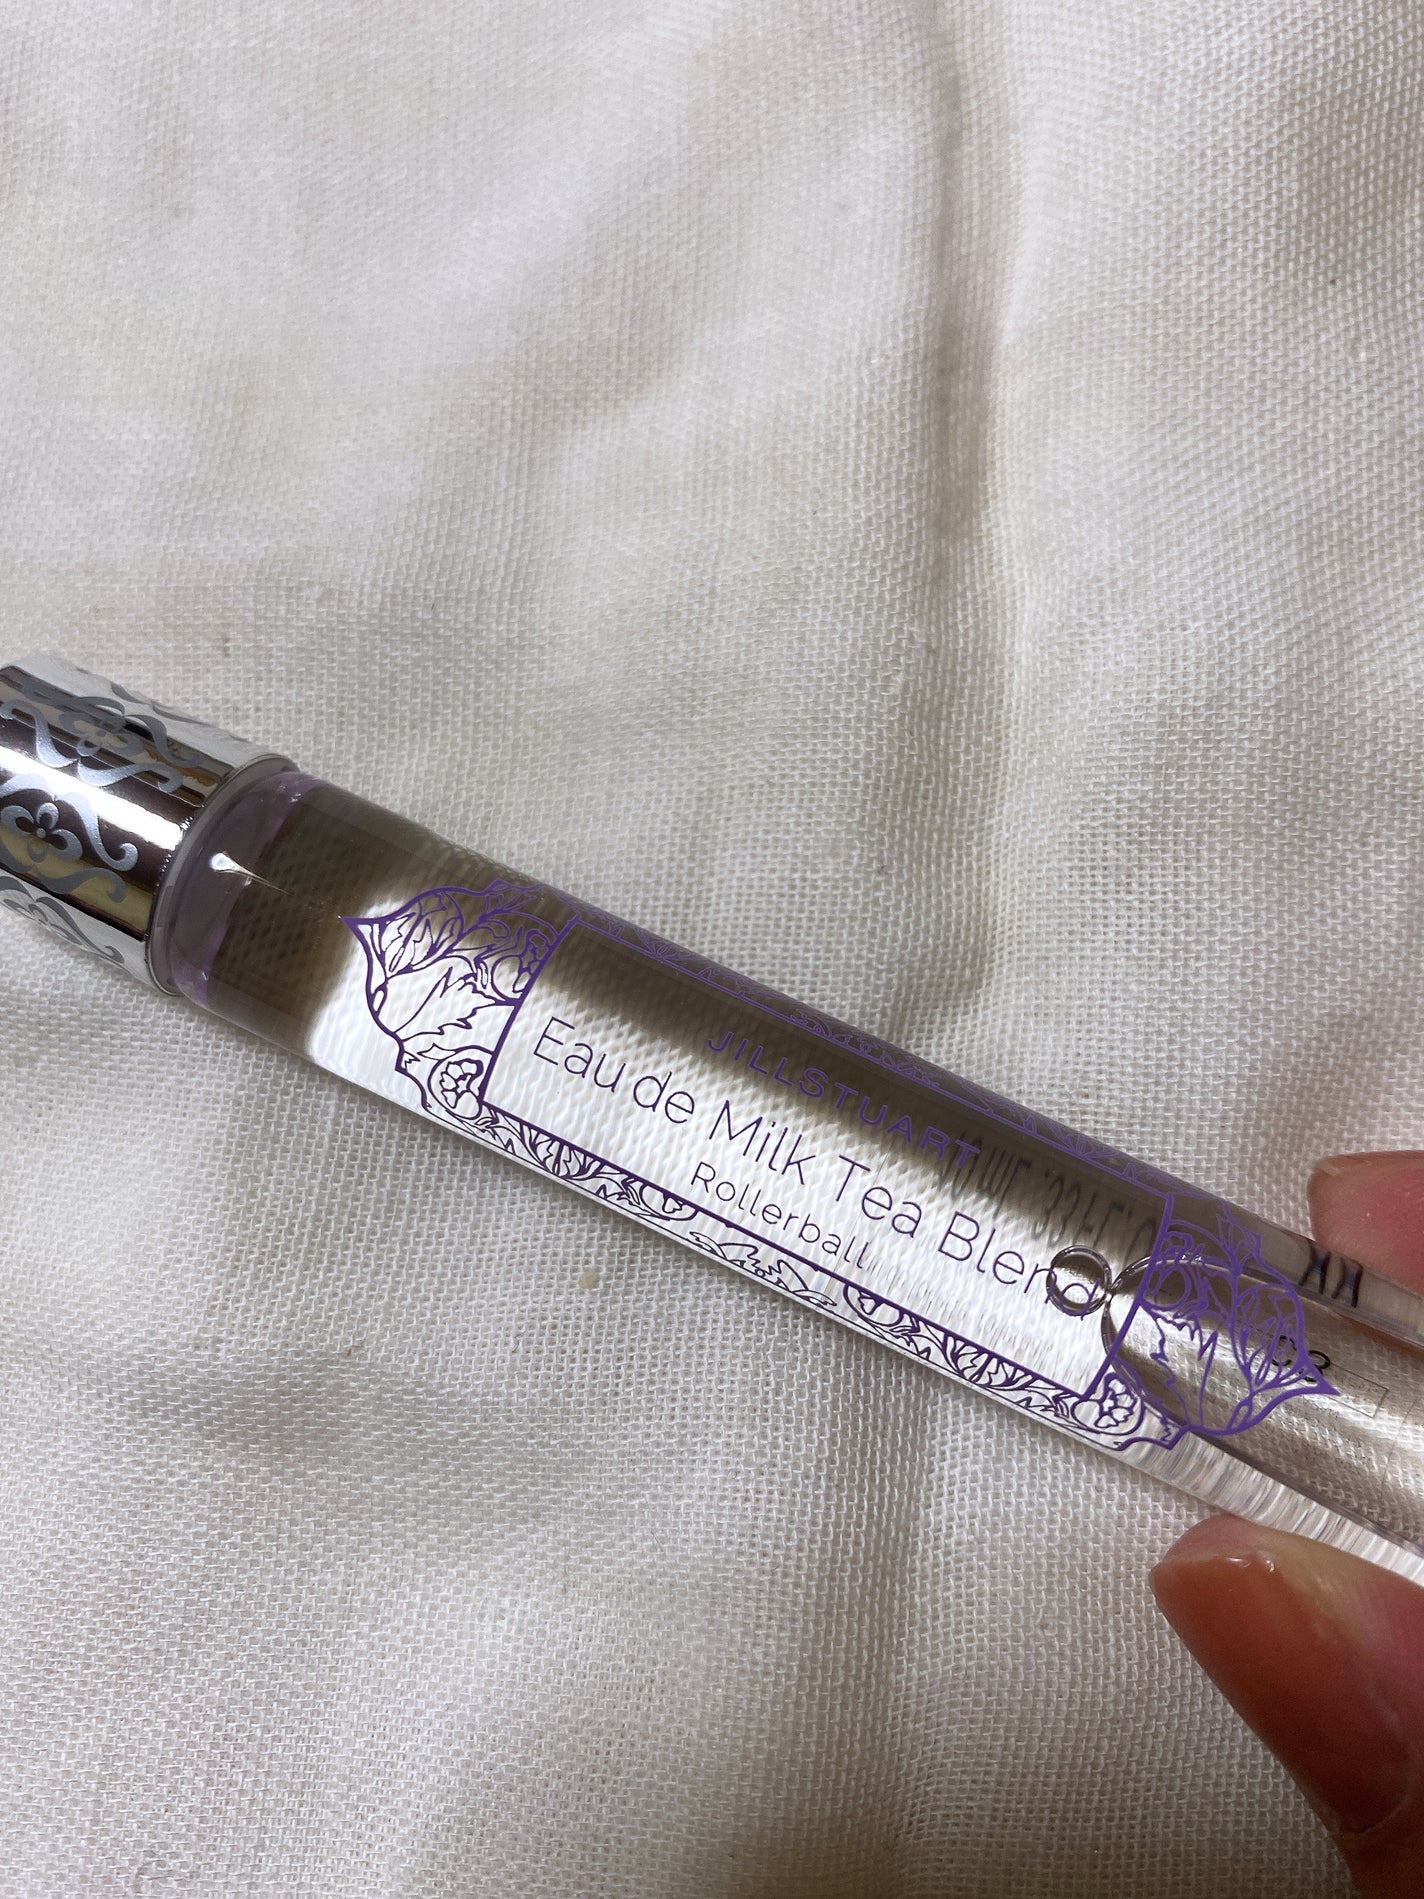 JILLSTUART
Eau de Milk Tea Blend
Rollerball